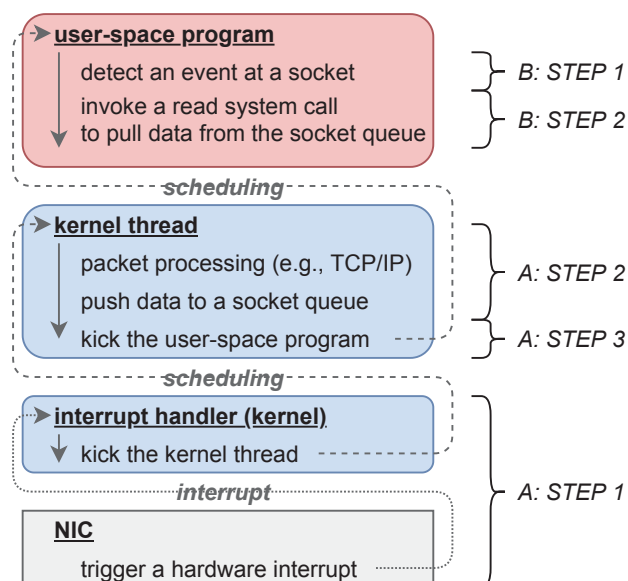 user-space program
detect an event at a socket
B: STEP 1
invoke a read system call
to pull data from the socket queue
B: STEP 2
scheduling
kernel thread
packet processing (e.g., TCP/IP)
A: STEP 2
push data to a socket queue
kick the user-space program
A: STEP 3
scheduling
interrupt handler (kernel)
kick the kernel thread
interrupt
A: STEP 1
NIC
trigger a hardware interrupt